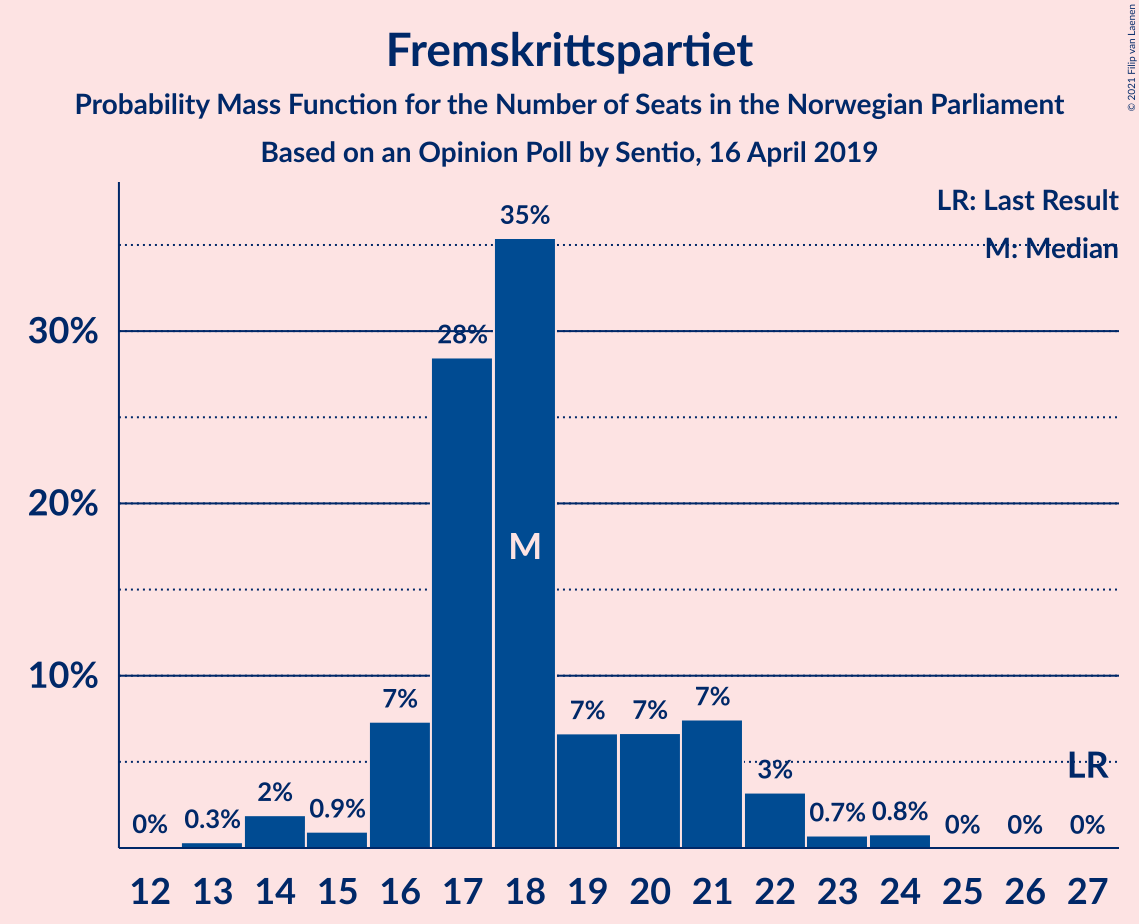 Fremskrittspartiet
Probability Mass Function for the Number of Seats in the Norwegian Parliament
Based on an Opinion Poll by Sentio, 16 April 2019
© 2021 Filip van Laenen
LR: Last Result
M: Median
30%
20%
10%
0%
0.3%
2%
0.9%
7%
28%
35%
M
7%
7%
7%
3%
0.7%
0.8%
0%
0%
0%
LR
12 13 14 15 16 17 18 19 20 21 22 23 24 25 26 27